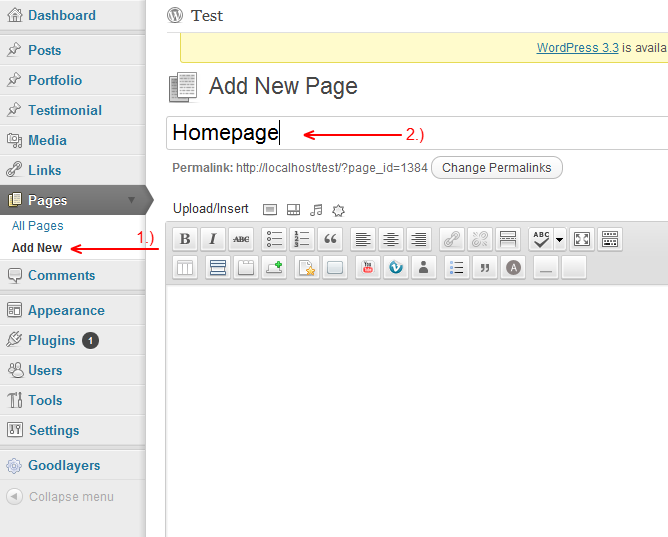 Dashboard
Posts
Portfolio
Testimonial
Media
Links
Pages
All Pages
Add New
1.)
Comments
Appearance
Plugins 1
Users
Tools
Settings
Goodlayers
Collapse menu
Test
WordPress 3.3 is availa
Add New Page
Homepage
2.)
Permalink: http://localhost/test/?page_id=1384 Change Permalinks
Upload/Insert
B I ABC ABC